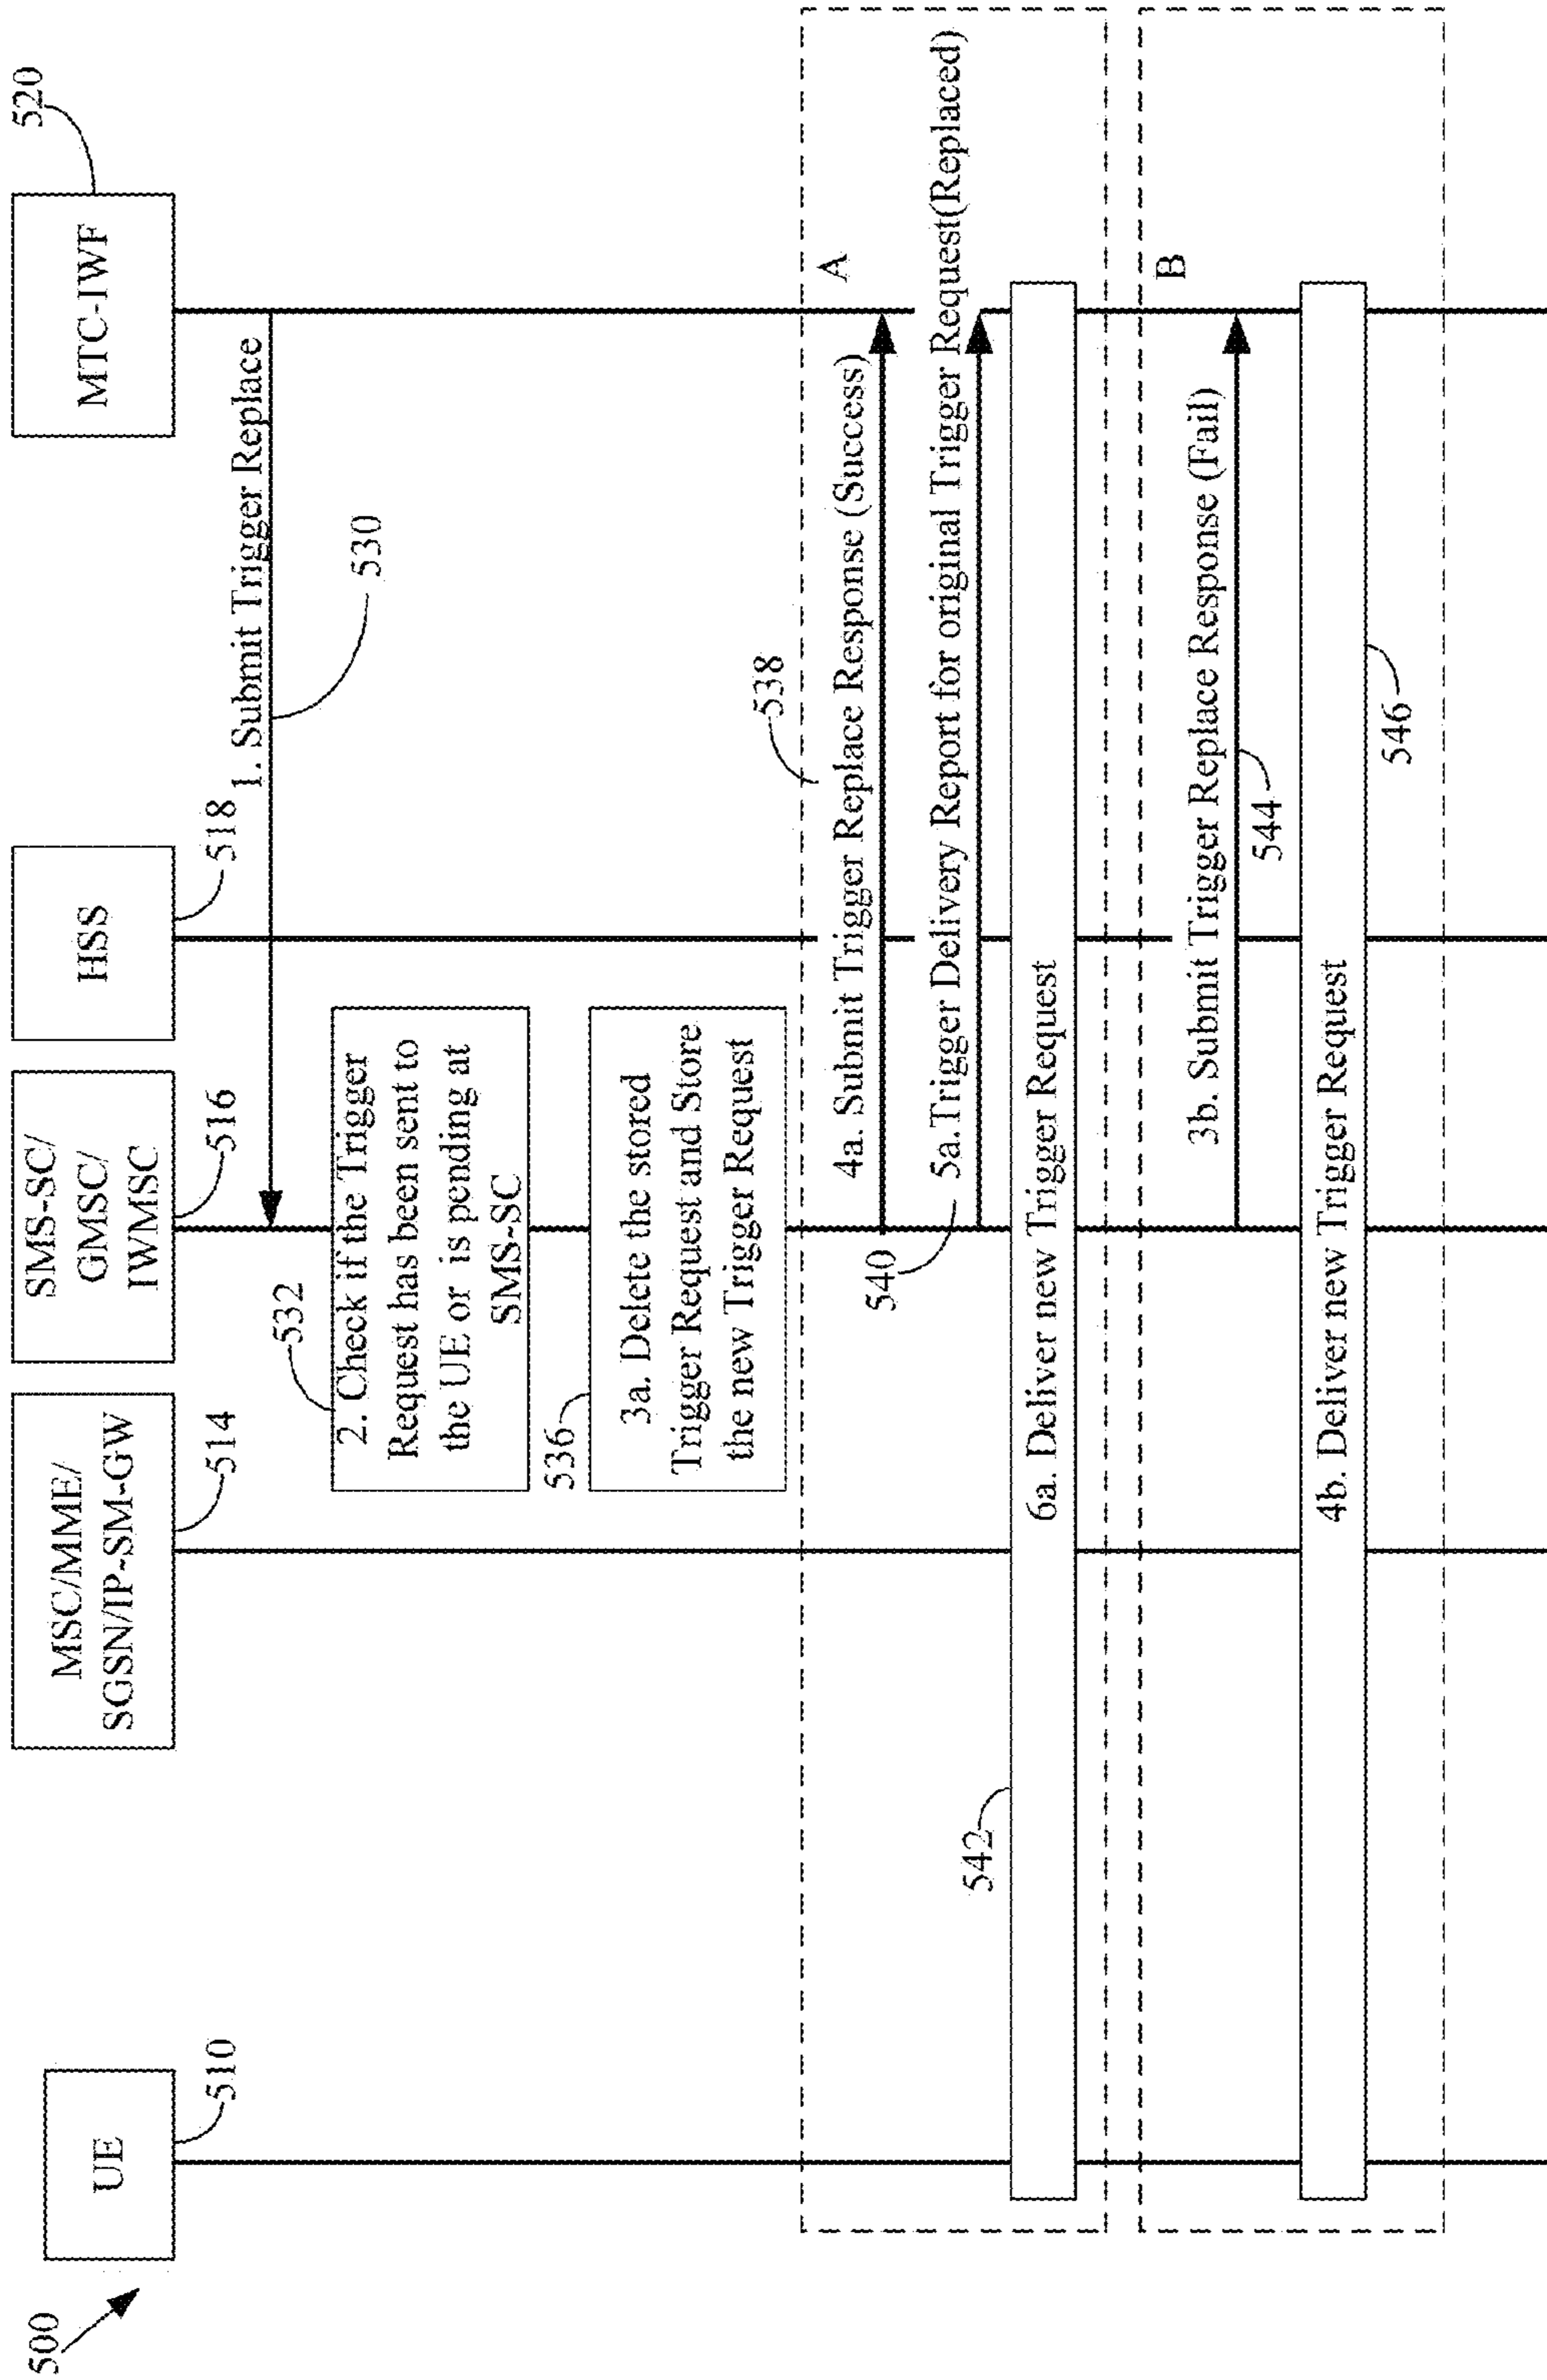 500
UE
510
MSC/MME/
SGSN/IP-SM-GW
514
SMS-SC/
GMSC/
IWMSC
516
HSS
518
MTC-IWF
520
1. Submit Trigger Replace
530
532
2. Check if the Trigger
Request has been sent to
the UE or is pending at
SMS-SC
536
3a. Delete the stored
Trigger Request and Store
the new Trigger Request
538
A
4a. Submit Trigger Replace Response (Success)
540
5a.Trigger Delivery Report for original Trigger Request(Replaced)
542
6a. Deliver new Trigger Request
B
3b. Submit Trigger Replace Response (Fail)
544
4b. Deliver new Trigger Request
546